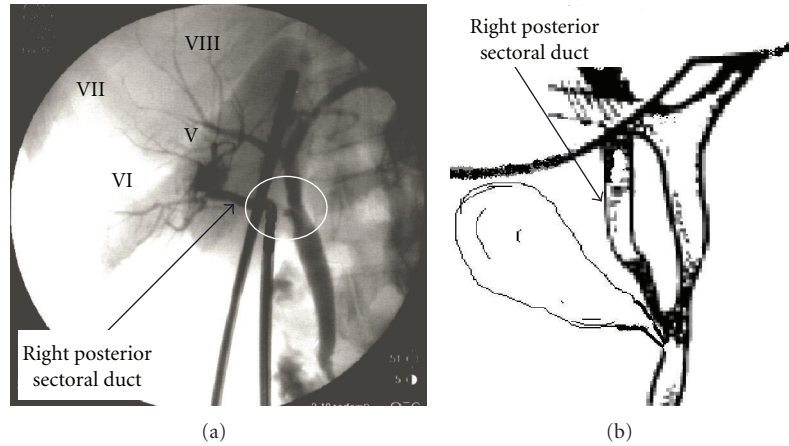 VIII
VII
V
VI
Right posterior
sectoral duct
(a)
Right posterior
sectoral duct
(b)